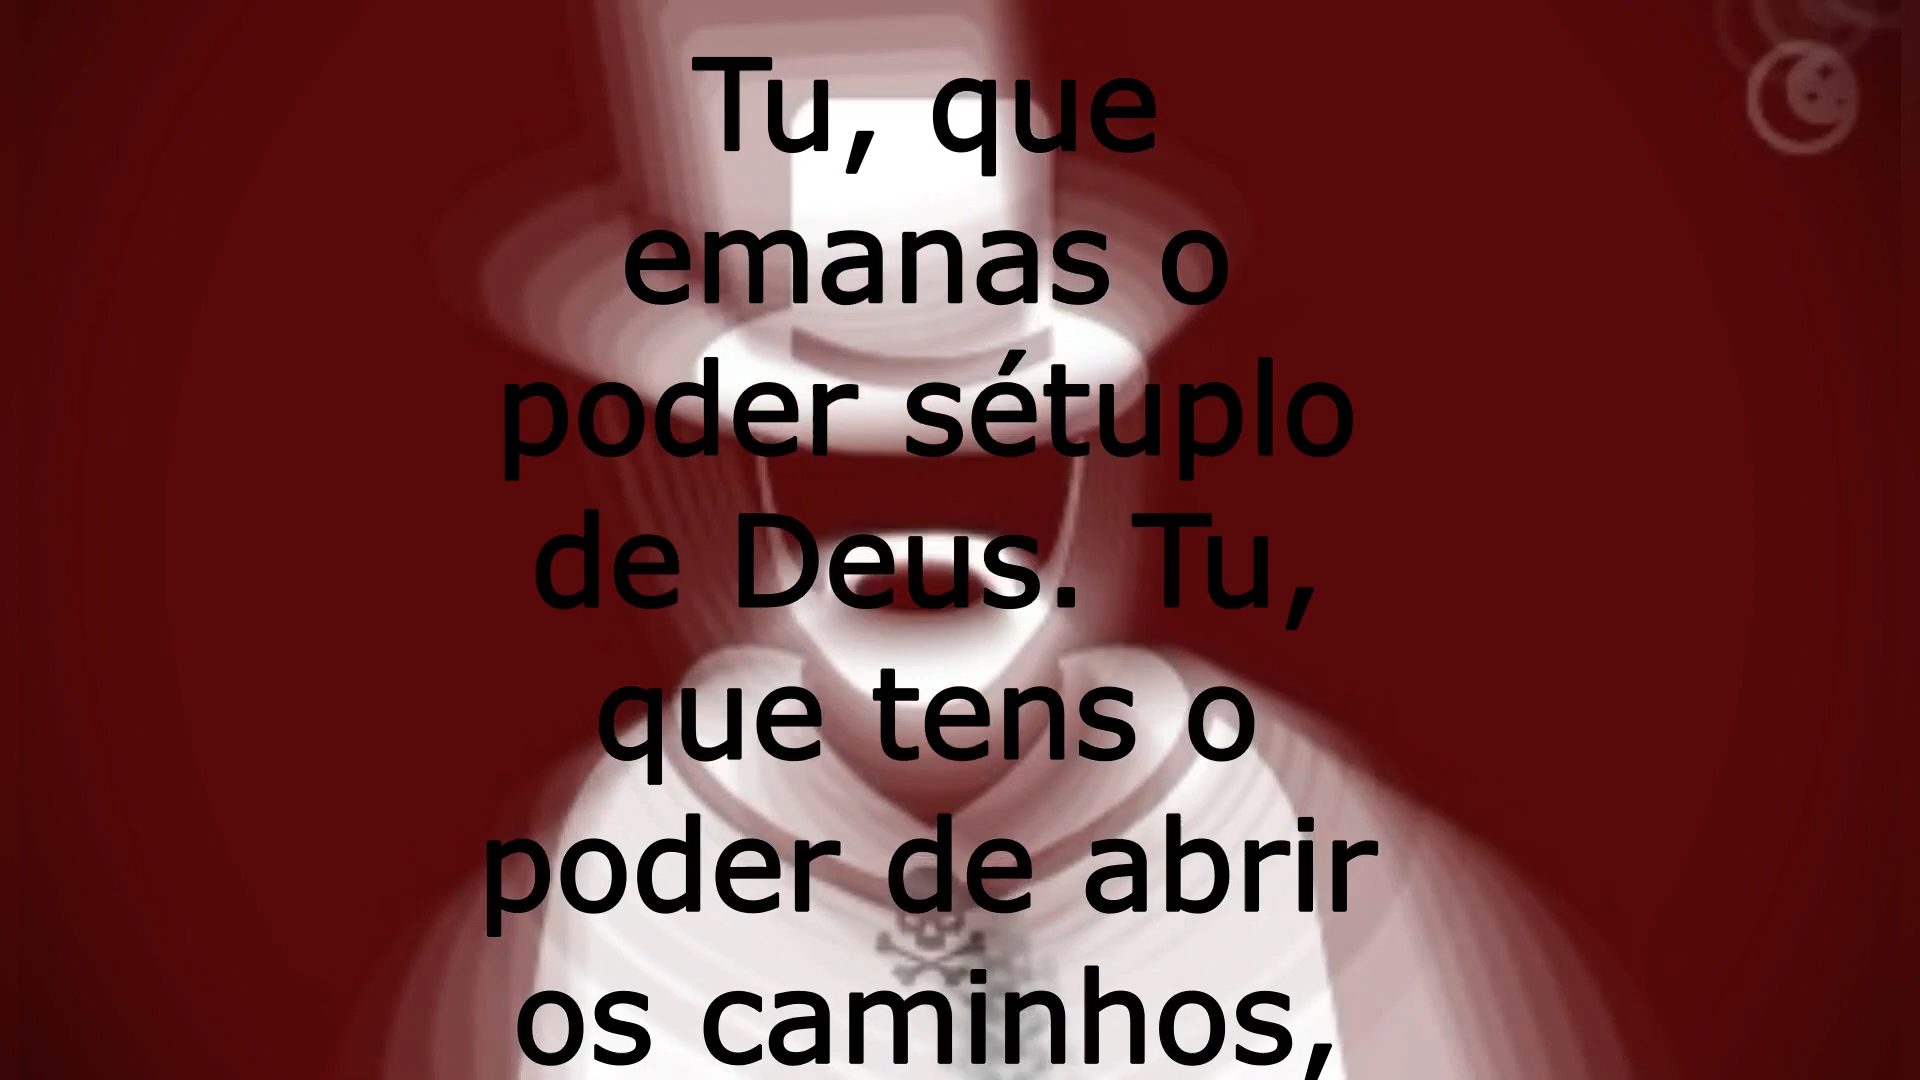 Tu, que
emanas o
poder sétuplo
de Deus. Tu,
que tens o
poder de abrir
os caminhos,